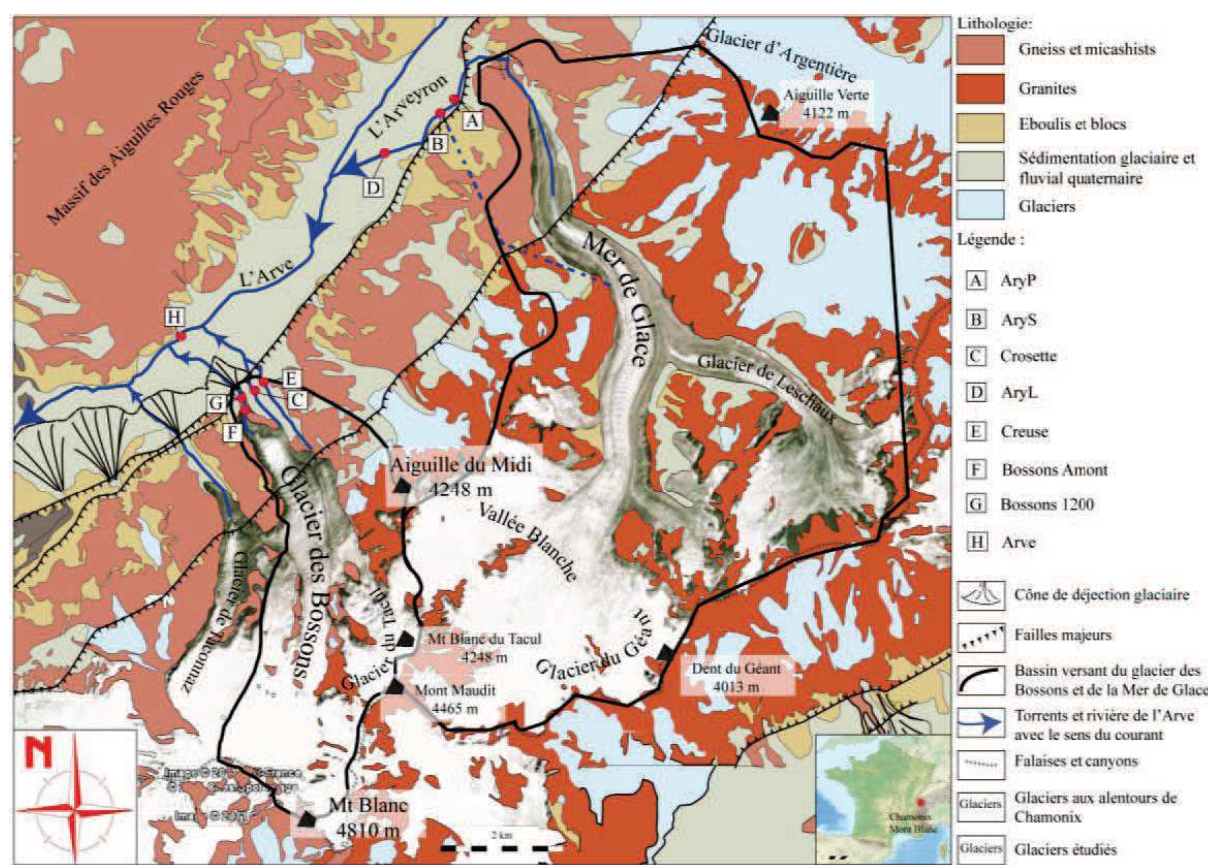 Lithologie:
Gneiss et micashists
Granites
Eboulis et blocs
Sédimentation glaciaire et
fluvial quaternaire
Glaciers
Légende :
A AryP
B AryS
C Crosette
D AryL
E Creuse
F Bossons Amont
G Bossons 1200
H Arve
Cône de déjection glaciaire
Failles majeurs
Bassin versant du glacier des
Bossons et de la Mer de Glace
Torrents et rivière de l'Arve
avec le sens du courant
Falaises et canyons
Glaciers
Glaciers aux alentours de
Chamonix
Glaciers
Glaciers étudiés
Glacier d'Argentière
Aiguille Verte
4122 m
L'Arveyron
Massif des Aiguilles Rouges
A
B
D
L'Arve
H
Mer de Glace
Glacier de Leschaux
E
C
G
F
Aiguille du Midi
4248 m
Glacier des Bossons
Vallée Blanche
Glacier de Taconnaz
Glacier du Tacul
Mt Blanc du Tacul
4248 m
Glacier du Géant
Dent du Géant
4013 m
Mont Maudit
4465 m
N
Mt Blanc
4810 m
2 km
Chamonix
Mont Blanc